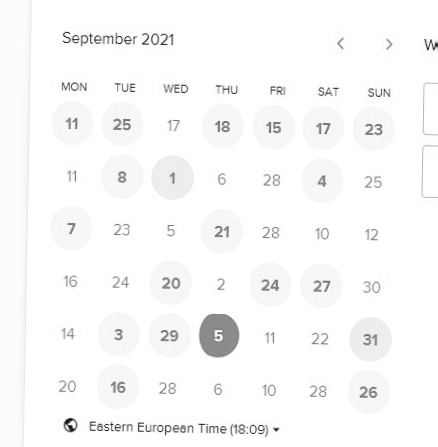 September 2021
W
MON TUE WED THU FRI SAT SUN
11 25 17 18 15 17 23
11 8 1 6 28 4 25
7 23 5 21 28 10 12
16 24 20 2 24 27 30
14 3 29 5 11 22 31
20 16 28 6 10 28 26
Eastern European Time (18:09)